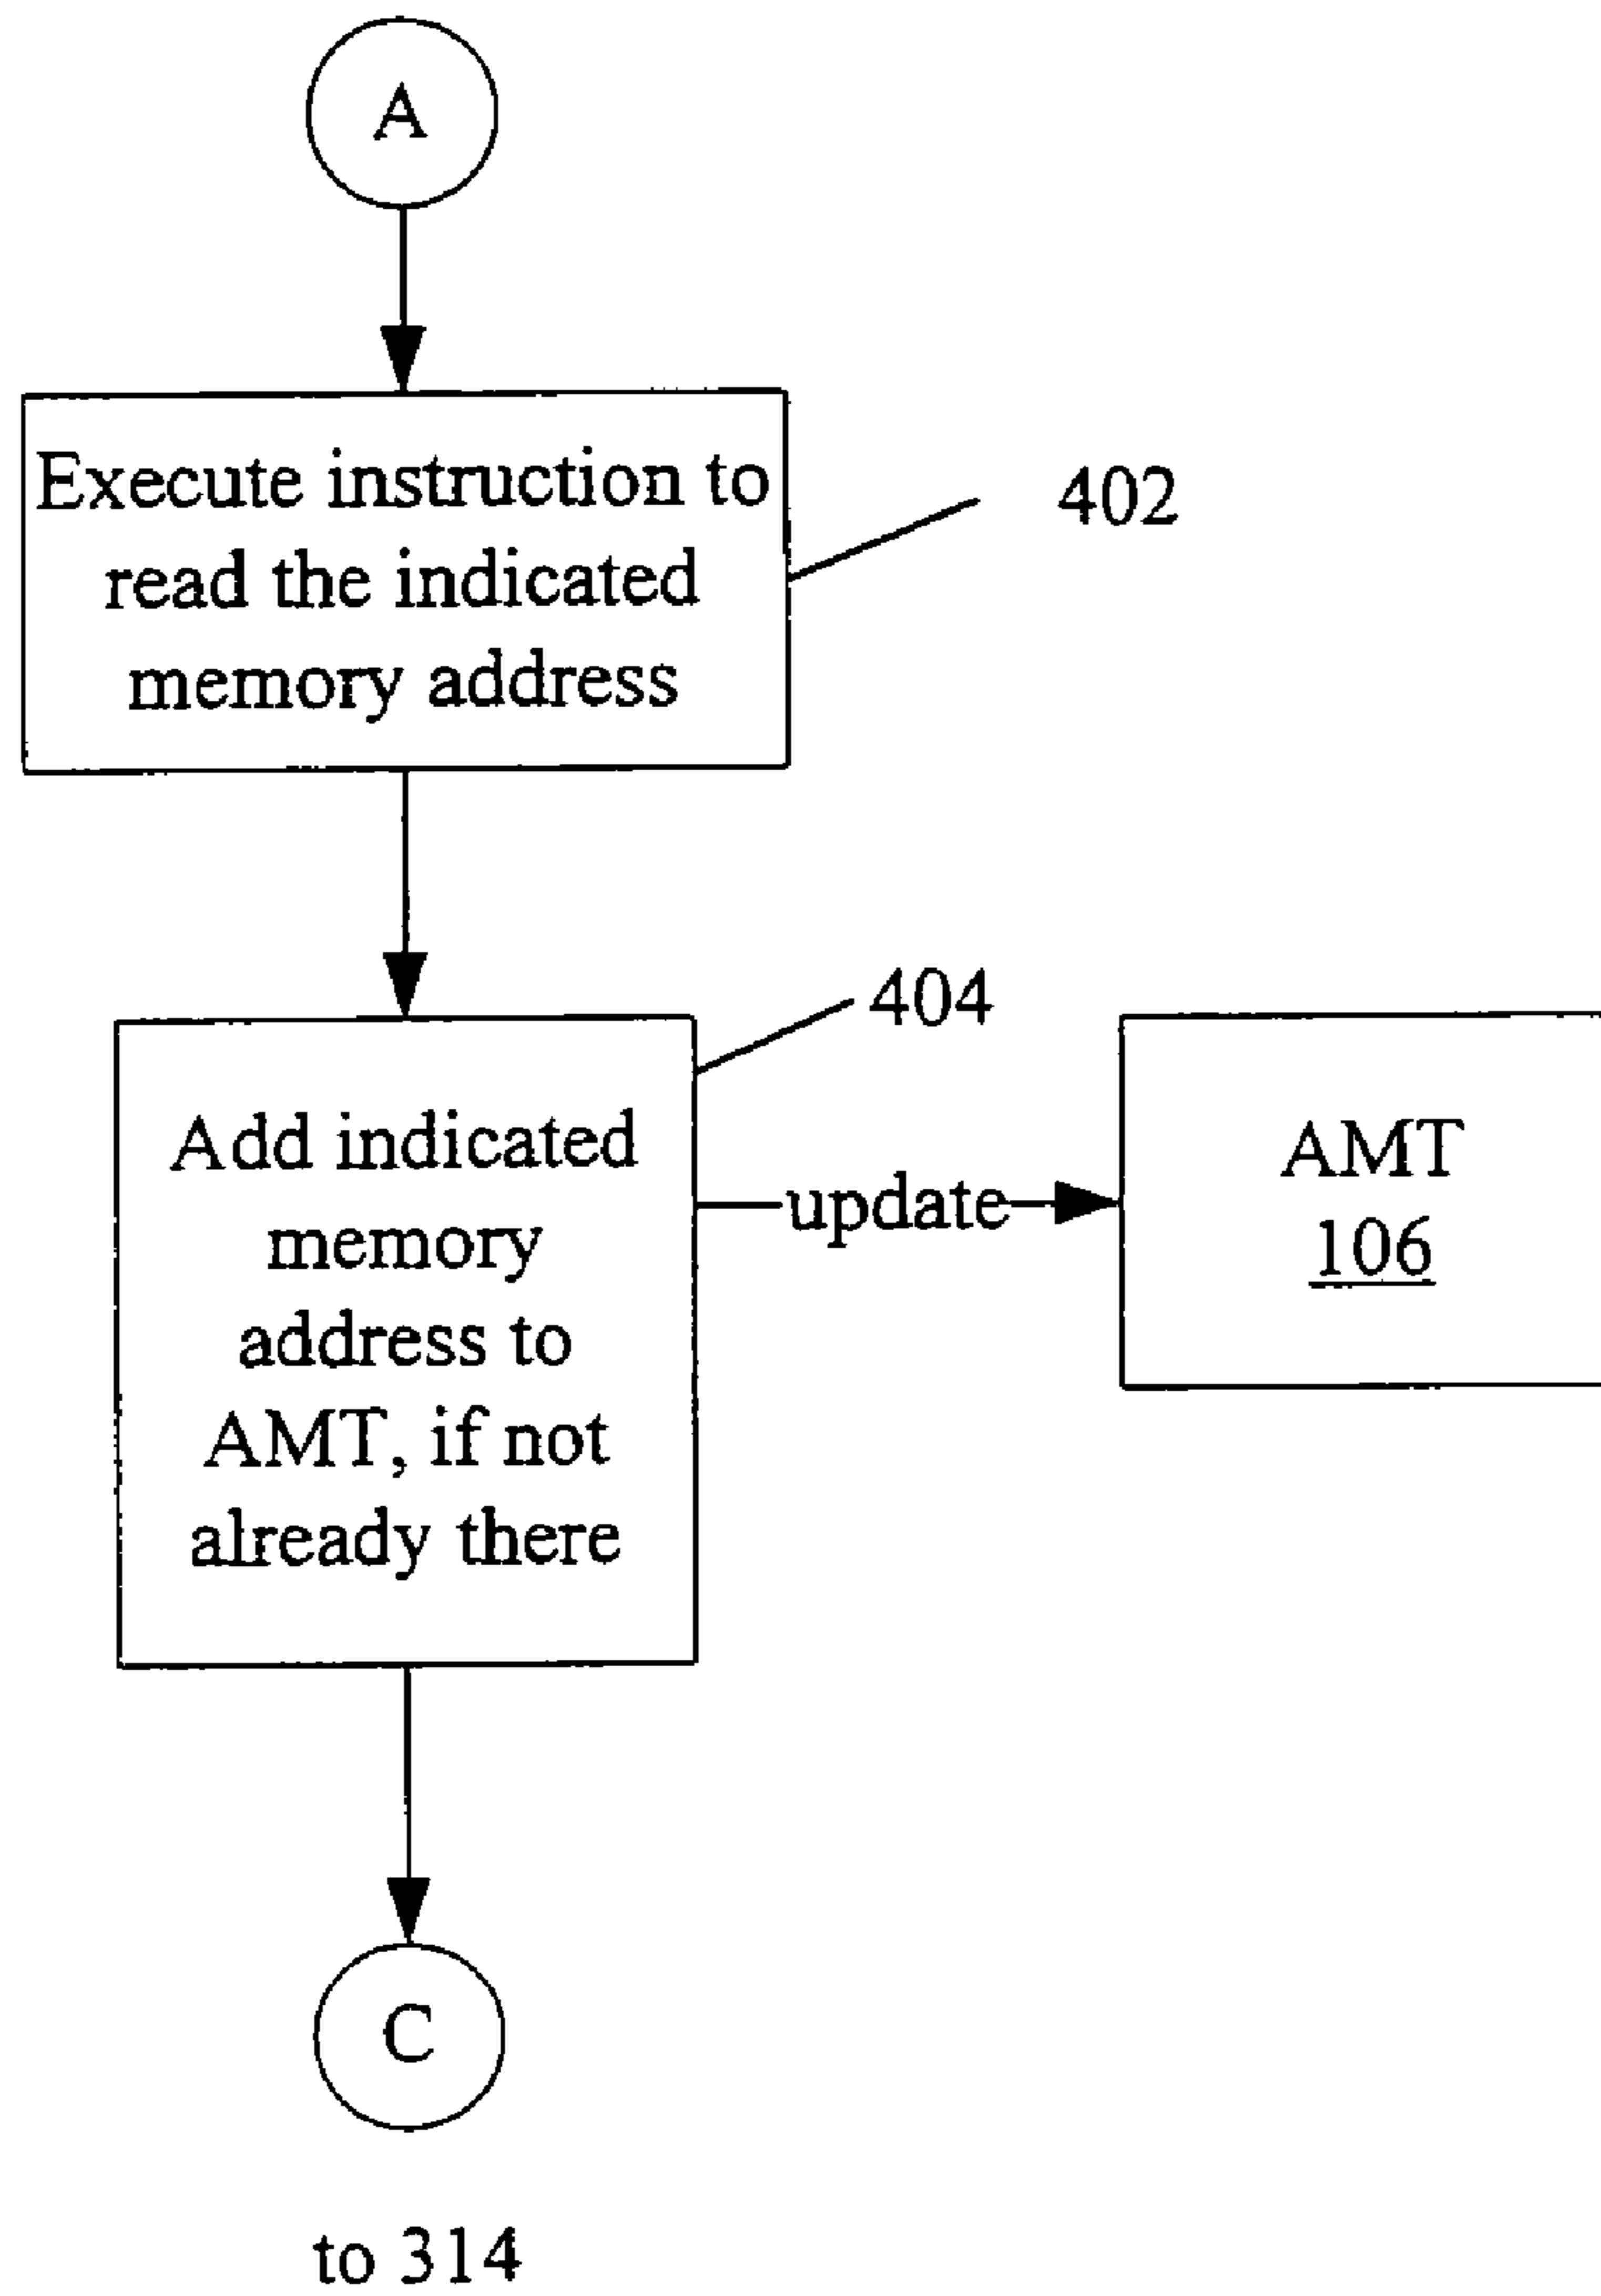 A
Execute instruction to
read the indicated
memory address
402
404
Add indicated
memory
address to
AMT, if not
already there
update
AMT
106
C
to 314